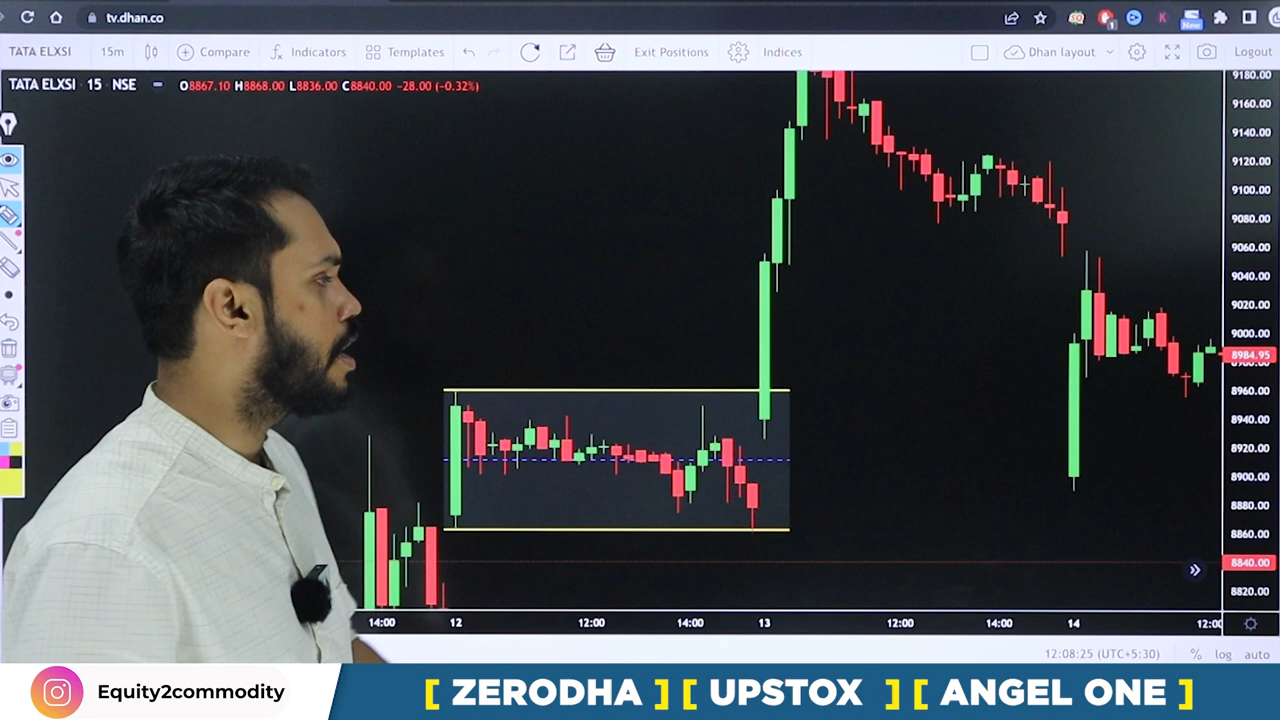 tv.dhan.co
New
1
TATA ELXSI 15m Compare Indicators Templates Exit Positions Indices Dhan layout Logout
TATA ELXSI · 15 · NSE O8867.10 H8868.00 L8836.00 C8840.00 −28.00 (−0.32%)
9180.00
9160.00
9140.00
9120.00
9100.00
9080.00
9060.00
9040.00
9020.00
9000.00
8984.95
8960.00
8940.00
8920.00
8900.00
8880.00
8860.00
8840.00
8820.00
14:00 12 12:00 14:00 13 12:00 14:00 14 12:00
12:08:25 (UTC+5:30) % log auto
Equity2commodity
[ ZERODHA ] [ UPSTOX ] [ ANGEL ONE ]